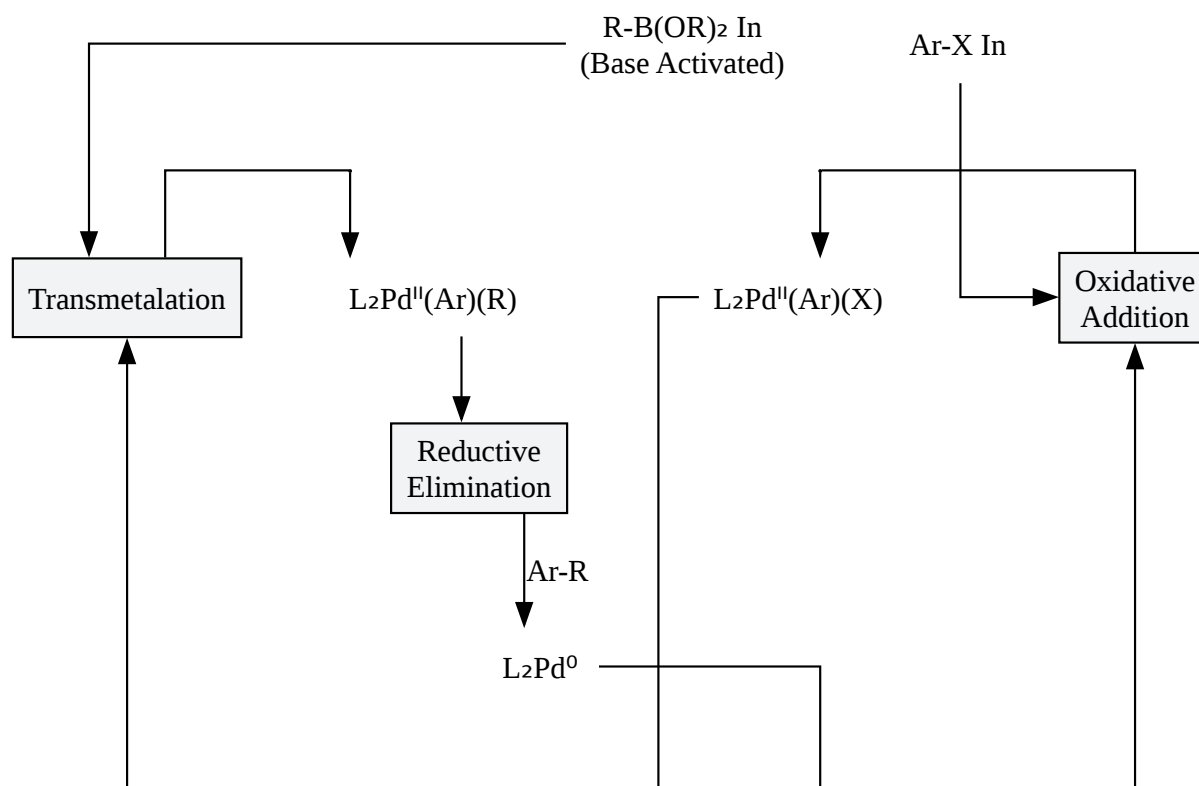 R-B(OR)₂ In
(Base Activated)
Ar-X In
Transmetalation
L₂Pdᴵᴵ(Ar)(R)
L₂Pdᴵᴵ(Ar)(X)
Oxidative
Addition
Reductive
Elimination
Ar-R
L₂Pd⁰